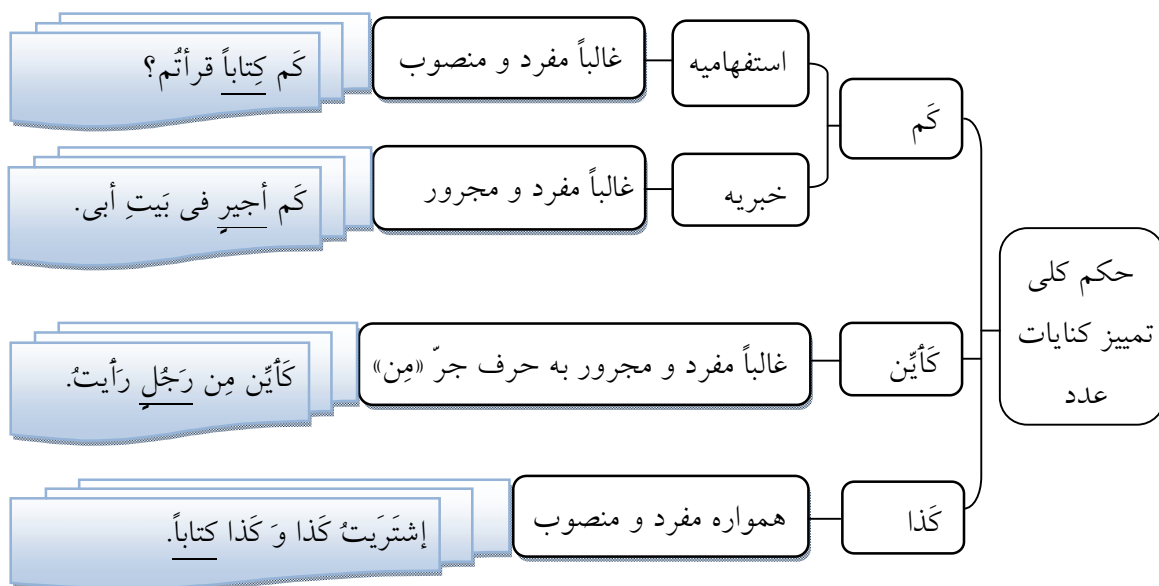 حکم کلی
تمییز کنایات
عدد
کَم
استفهامیه
غالباً مفرد و منصوب
کَم کِتاباً قرأتُم؟
خبریه
غالباً مفرد و مجرور
کَم أجیرٍ فی بَیتِ أبی.
کَأیِّن
غالباً مفرد و مجرور به حرف جرّ «مِن»
کَأیِّن مِن رَجُلٍ رَأیتُ.
کَذا
همواره مفرد و منصوب
إشتَرَیتُ کَذا وَ کَذا کتاباً.